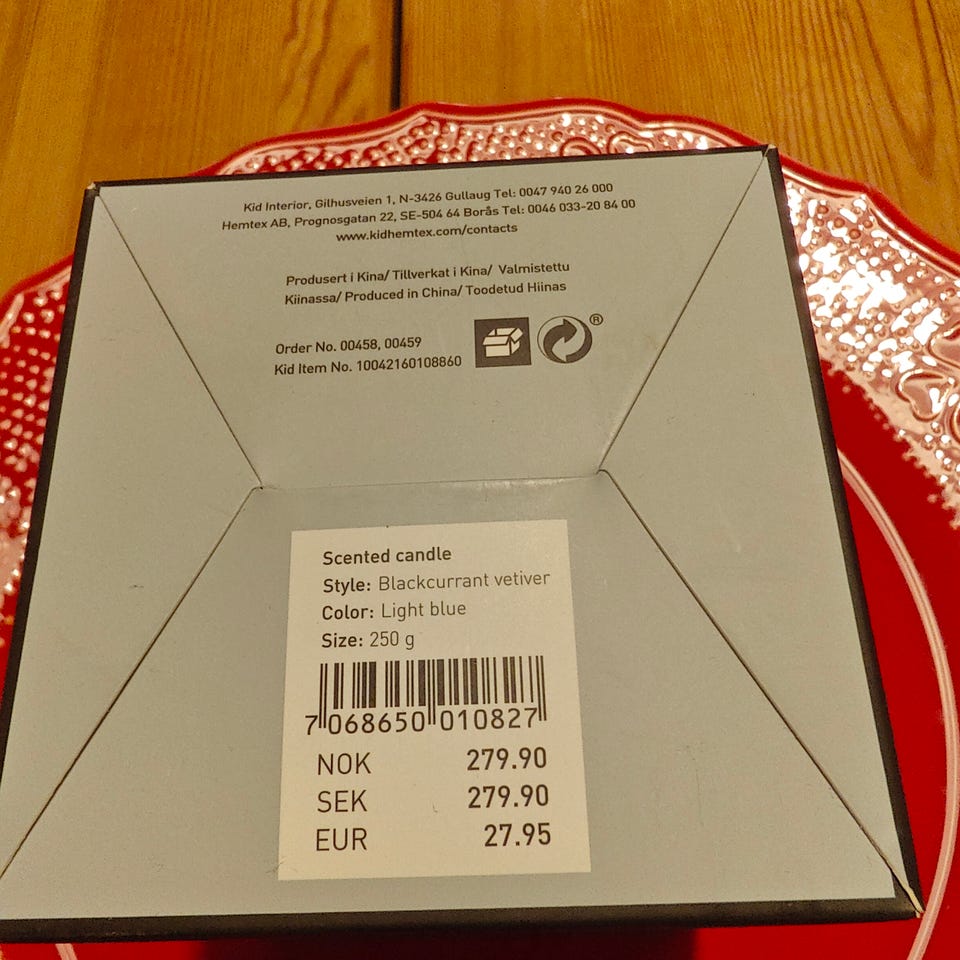 Kid Interior, Gilhusveien 1, N-3426 Gullaug Tel: 0047 940 26 000
Hemtex AB, Prognosgatan 22, SE-504 64 Borås Tel: 0046 033-20 84 00
www.kidhemtex.com/contacts
Produsert i Kina/ Tillverkat i Kina/ Valmistettu
Kiinassa/ Produced in China/ Toodetud Hiinas
Order No. 00458, 00459
Kid Item No. 10042160108860
®
Scented candle
Style: Blackcurrant vetiver
Color: Light blue
Size: 250 g
7 068650 010827
NOK 279.90
SEK 279.90
EUR 27.95